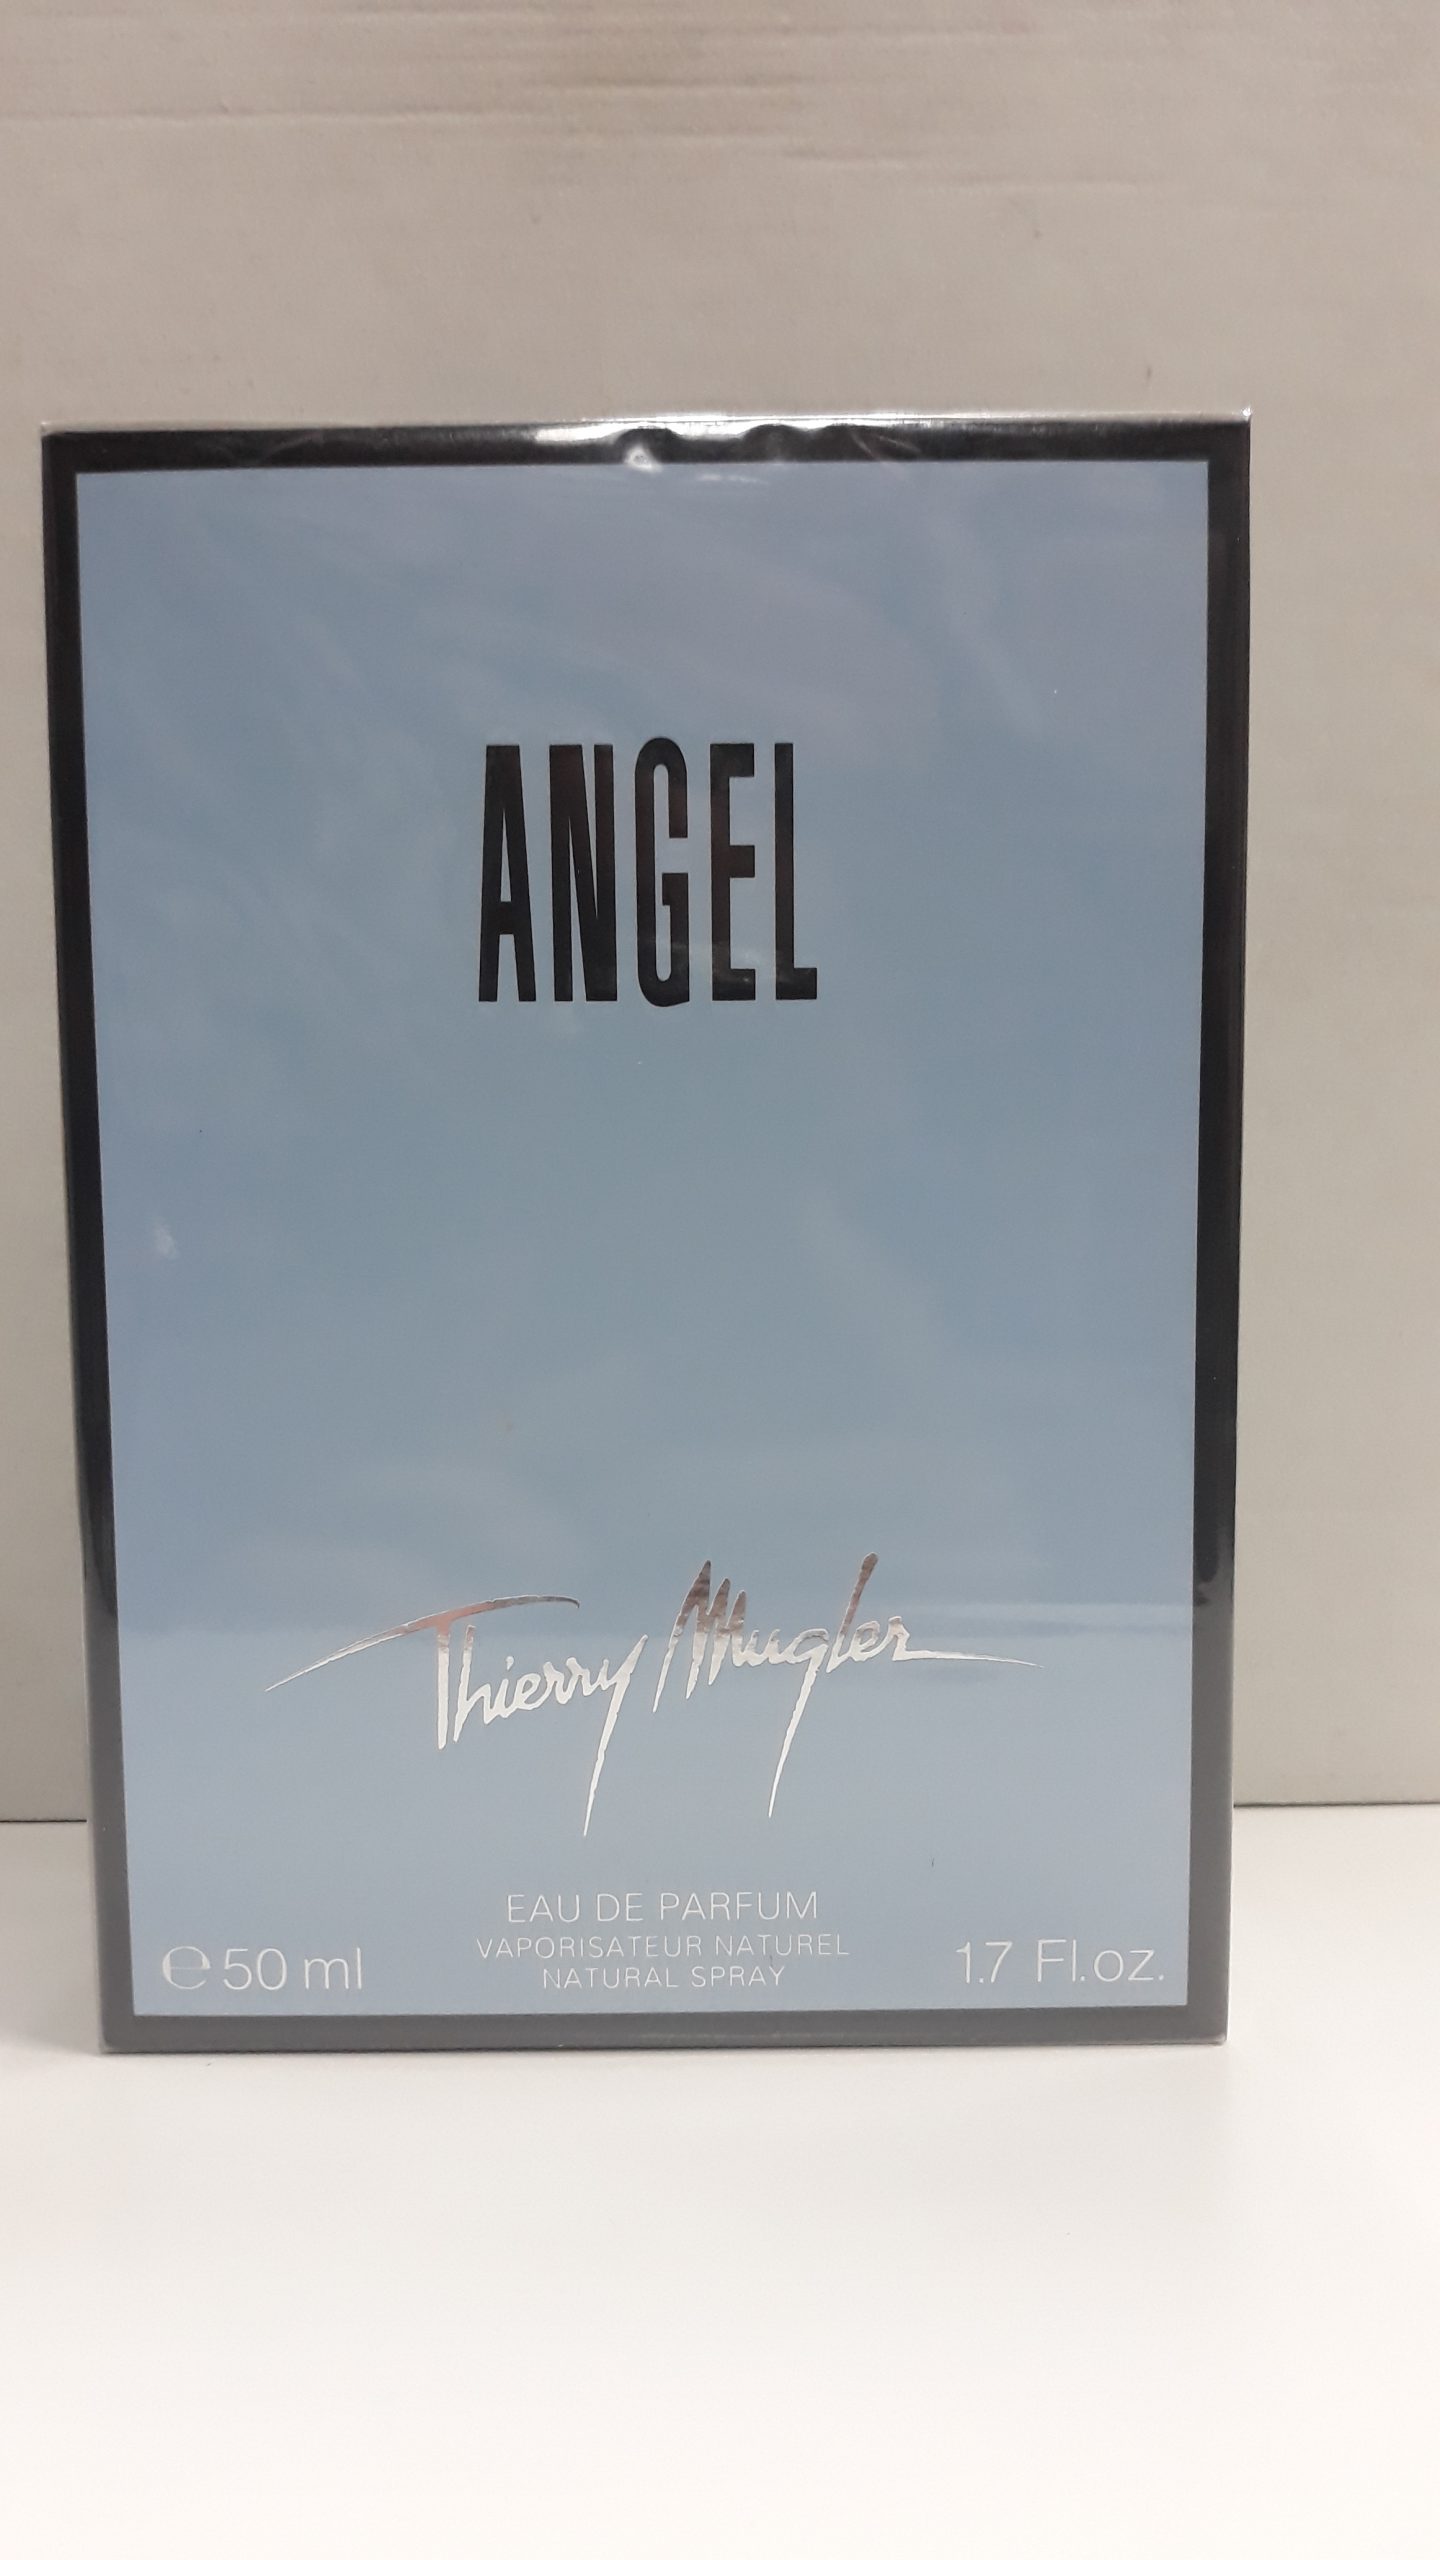 ANGEL
Thierry Mugler
EAU DE PARFUM
VAPORISATEUR NATUREL
NATURAL SPRAY
℮50 ml
1.7 Fl.oz.